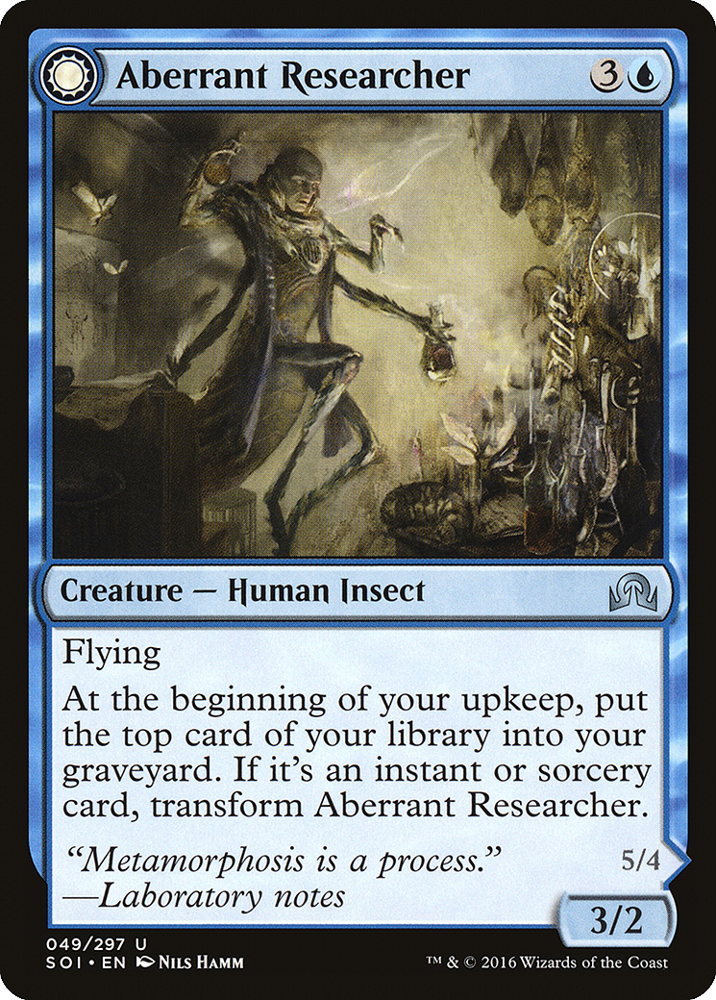 Aberrant Researcher 3
Creature — Human Insect
Flying
At the beginning of your upkeep, put
the top card of your library into your
graveyard. If it's an instant or sorcery
card, transform Aberrant Researcher.
“Metamorphosis is a process.”
—Laboratory notes
5/4
3/2
049/297 U
SOI • EN Nils Hamm
™ & © 2016 Wizards of the Coast